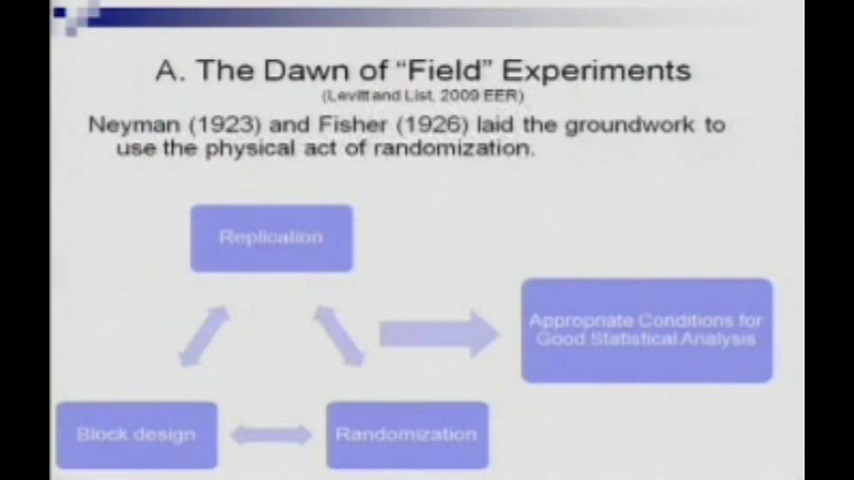 A. The Dawn of “Field” Experiments
(Levitt and List, 2009 EER)
Neyman (1923) and Fisher (1926) laid the groundwork to
use the physical act of randomization.
Replication
Appropriate Conditions for
Good Statistical Analysis
Block design
Randomization